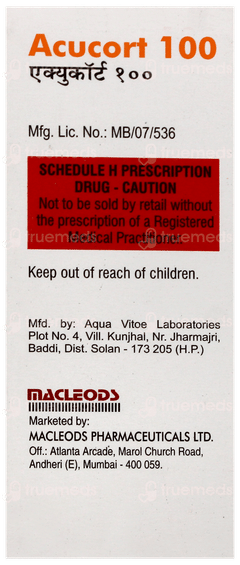 Acucort 100
एक्युकॉर्ट १००
Mfg. Lic. No.: MB/07/536
SCHEDULE H PRESCRIPTION
DRUG - CAUTION
Not to be sold by retail without
the prescription of a Registered
Medical Practitioner.
Keep out of reach of children.
Mfd. by: Aqua Vitoe Laboratories
Plot No. 4, Vill. Kunjhal, Nr. Jharmajri,
Baddi, Dist. Solan - 173 205 (H.P.)
MACLEODS
Marketed by:
MACLEODS PHARMACEUTICALS LTD.
Off.: Atlanta Arcade, Marol Church Road,
Andheri (E), Mumbai - 400 059.